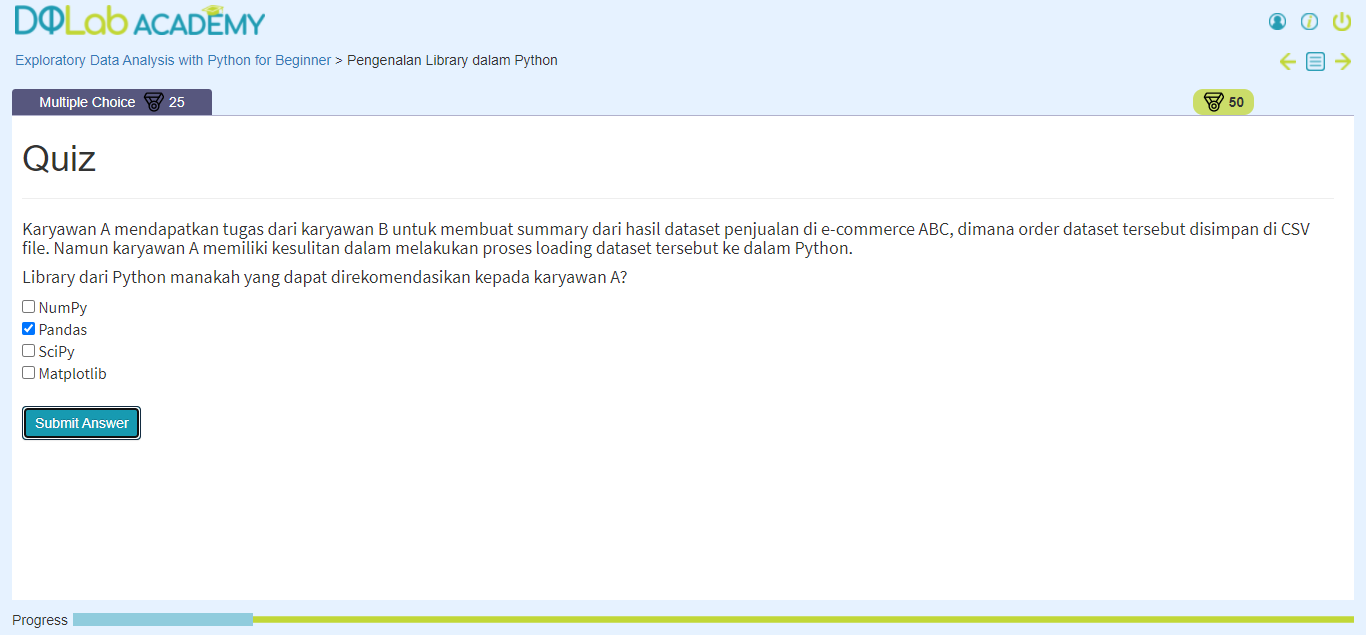 DQLab ACADEMY
Exploratory Data Analysis with Python for Beginner > Pengenalan Library dalam Python
Multiple Choice 25
50
Quiz
Karyawan A mendapatkan tugas dari karyawan B untuk membuat summary dari hasil dataset penjualan di e-commerce ABC, dimana order dataset tersebut disimpan di CSV
file. Namun karyawan A memiliki kesulitan dalam melakukan proses loading dataset tersebut ke dalam Python.
Library dari Python manakah yang dapat direkomendasikan kepada karyawan A?
NumPy
Pandas
SciPy
Matplotlib
Submit Answer
Progress